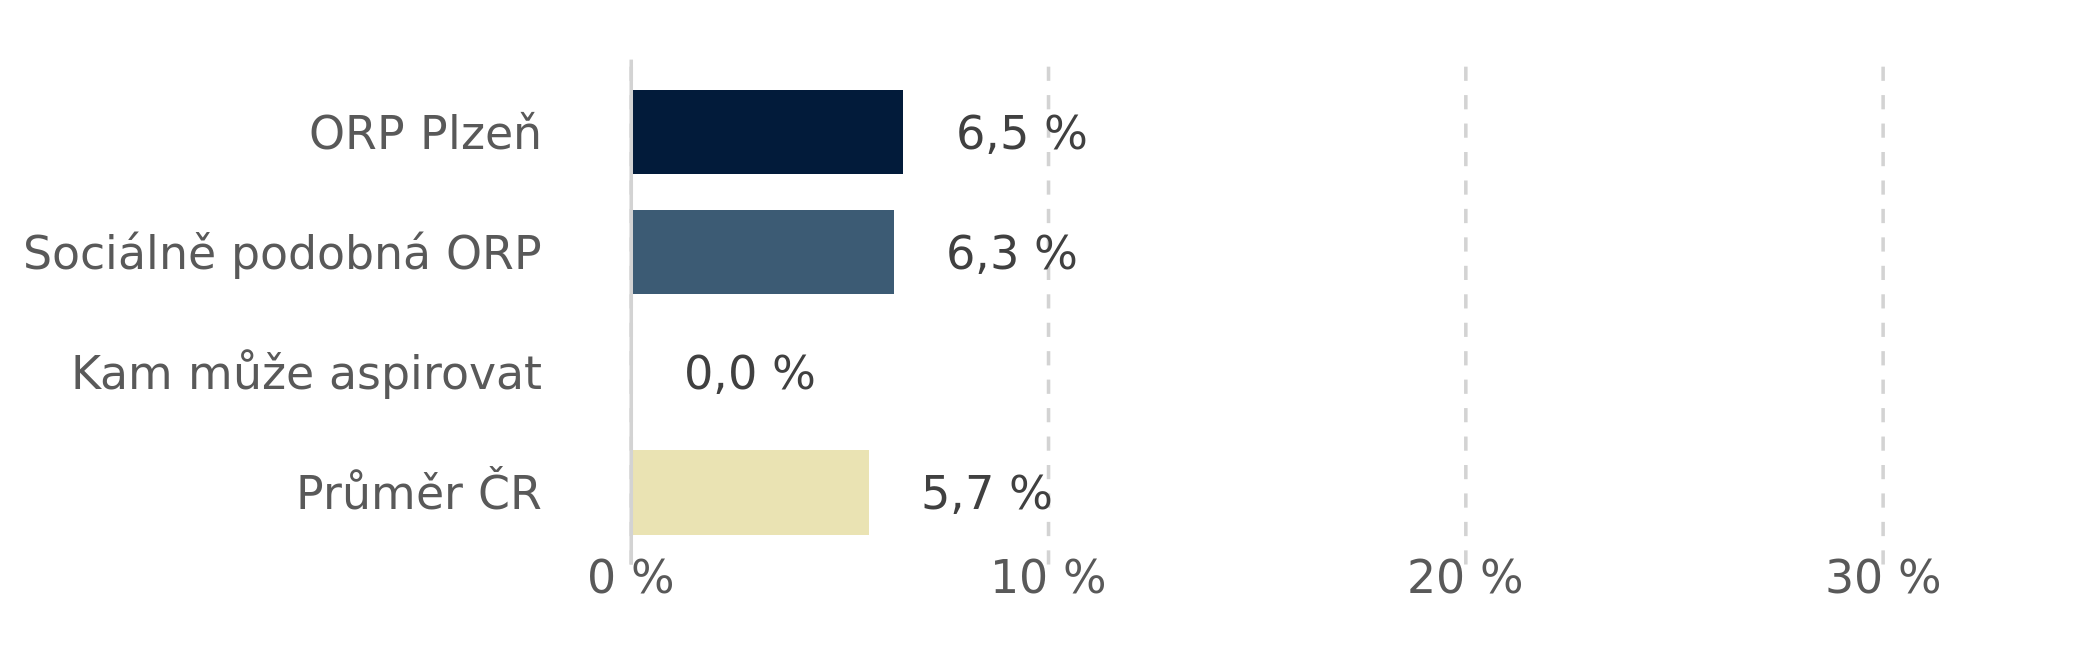 ORP Plzeň 6,5 %
Sociálně podobná ORP 6,3 %
Kam může aspirovat 0,0 %
Průměr ČR 5,7 %
0 % 10 % 20 % 30 %